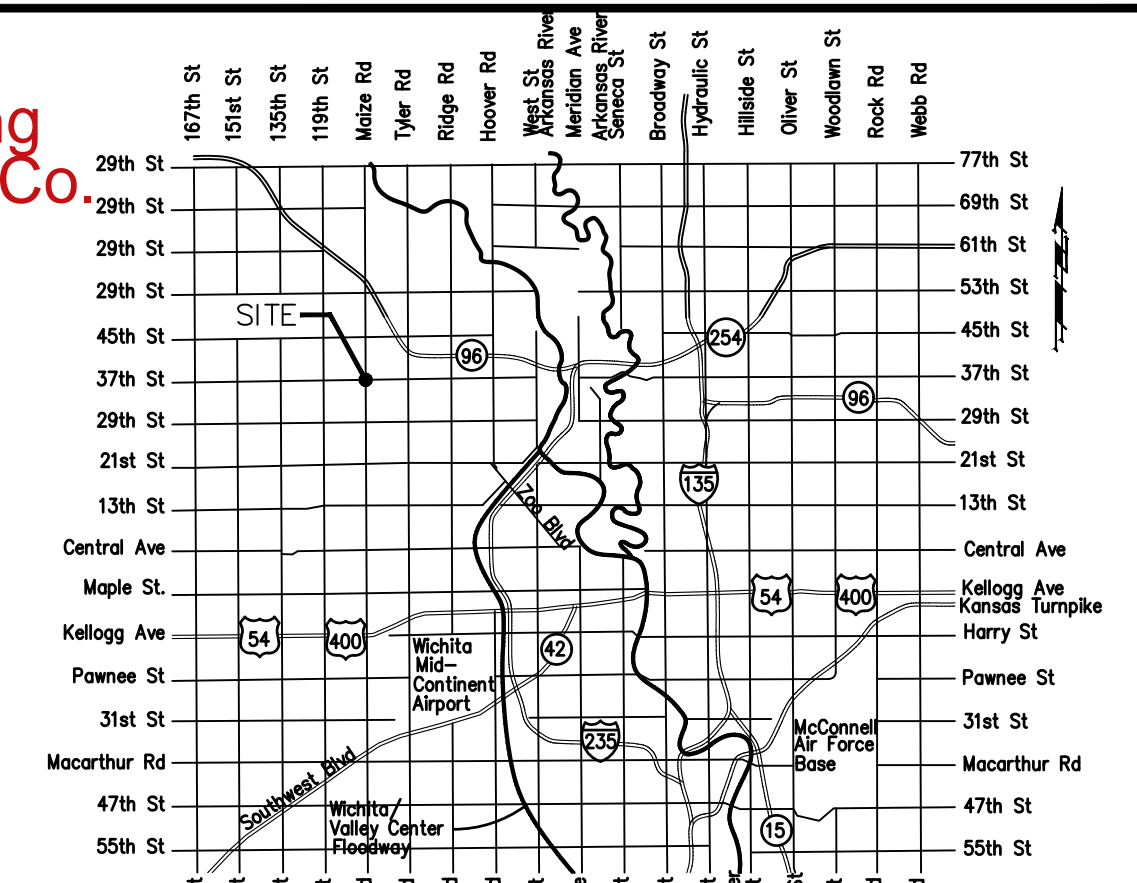 167th St
151st St
135th St
119th St
Maize Rd
Tyler Rd
Ridge Rd
Hoover Rd
West St
Arkansas River
Meridian Ave
Arkansas River
Seneca St
Broadway St
Hydraulic St
Hillside St
Oliver St
Woodlawn St
Rock Rd
Webb Rd
ng
Co.
29th St
77th St
29th St
69th St
29th St
61th St
29th St
53th St
SITE
45th St
96
254
45th St
37th St
37th St
96
29th St
29th St
21st St
21st St
135
13th St
Zoo Blvd
13th St
Central Ave
Central Ave
Maple St.
54
400
Kellogg Ave
Kansas Turnpike
Kellogg Ave
54
400
Harry St
42
Wichita
Mid-
Continent
Airport
Pawnee St
Pawnee St
31st St
31st St
235
McConnell
Air Force
Base
Macarthur Rd
Macarthur Rd
Southwest Blvd
47th St
47th St
Wichita/
Valley Center
Floodway
15
55th St
55th St